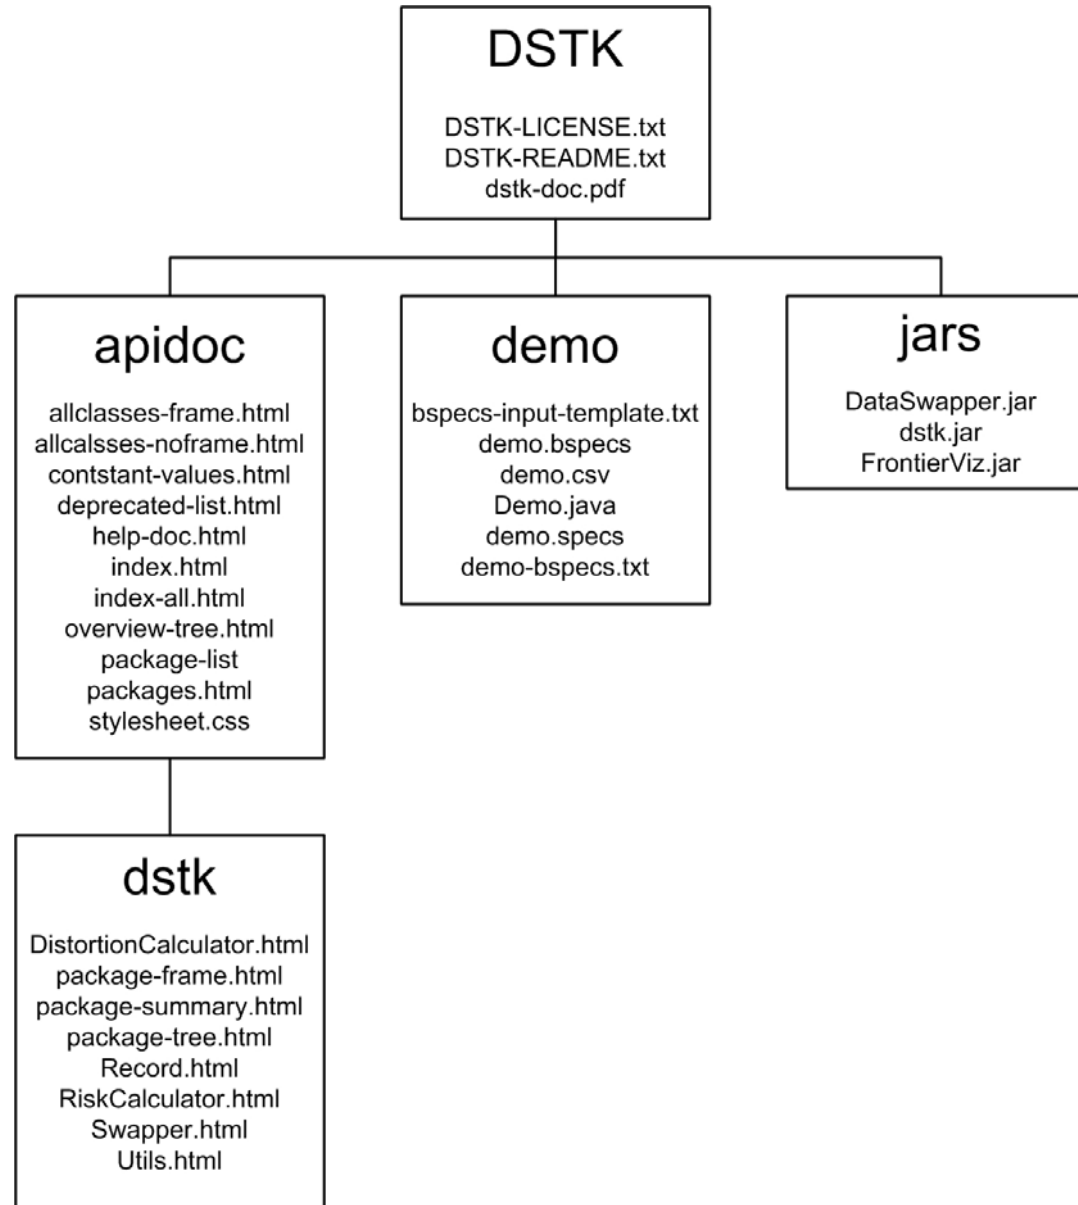 DSTK
DSTK-LICENSE.txt
DSTK-README.txt
dstk-doc.pdf
apidoc
allclasses-frame.html
allcalsses-noframe.html
contstant-values.html
deprecated-list.html
help-doc.html
index.html
index-all.html
overview-tree.html
package-list
packages.html
stylesheet.css
demo
bspecs-input-template.txt
demo.bspecs
demo.csv
Demo.java
demo.specs
demo-bspecs.txt
jars
DataSwapper.jar
dstk.jar
FrontierViz.jar
dstk
DistortionCalculator.html
package-frame.html
package-summary.html
package-tree.html
Record.html
RiskCalculator.html
Swapper.html
Utils.html